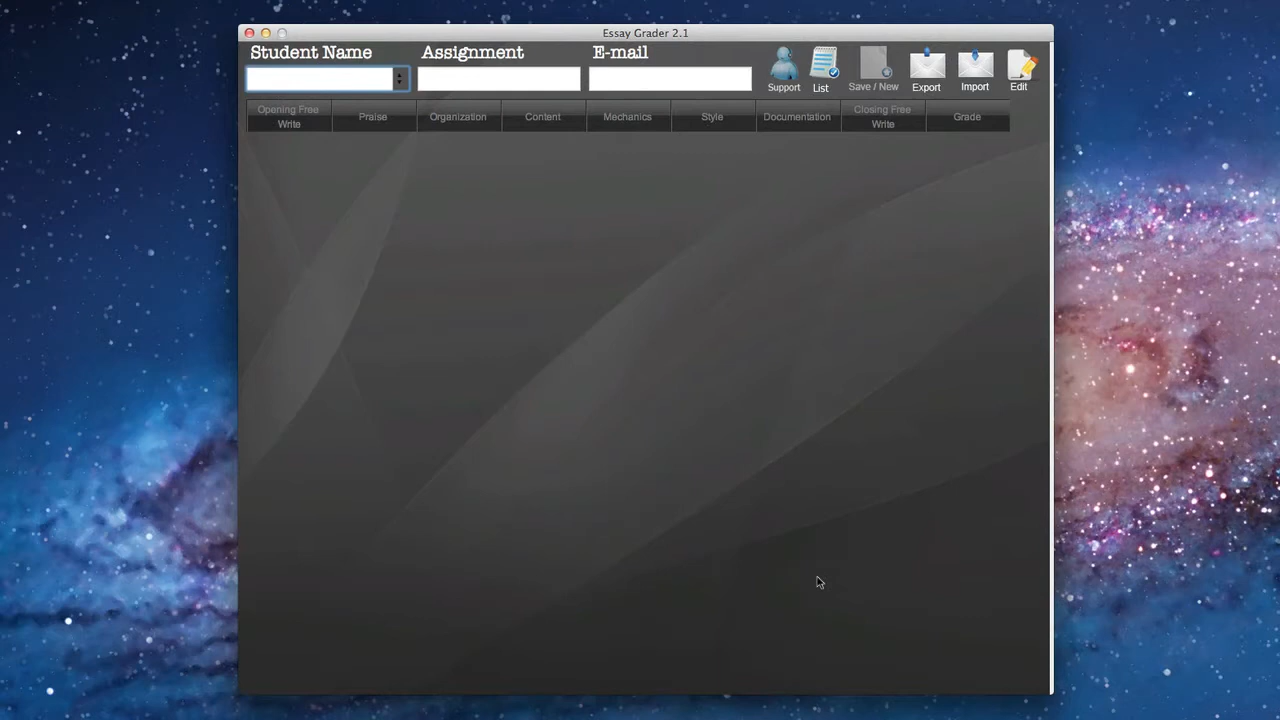 Essay Grader 2.1
Student Name Assignment E-mail
Support List Save / New Export Import Edit
Opening Free Write Praise Organization Content Mechanics Style Documentation Closing Free Write Grade